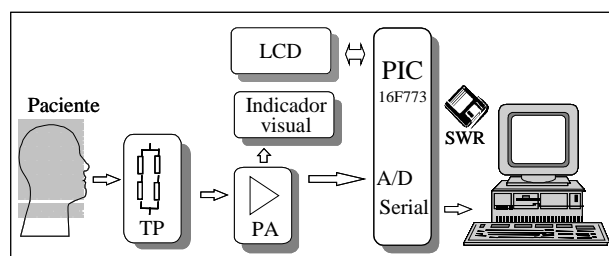 Paciente
TP
LCD
Indicador
visual
PA
PIC
16F773
A/D
Serial
SWR